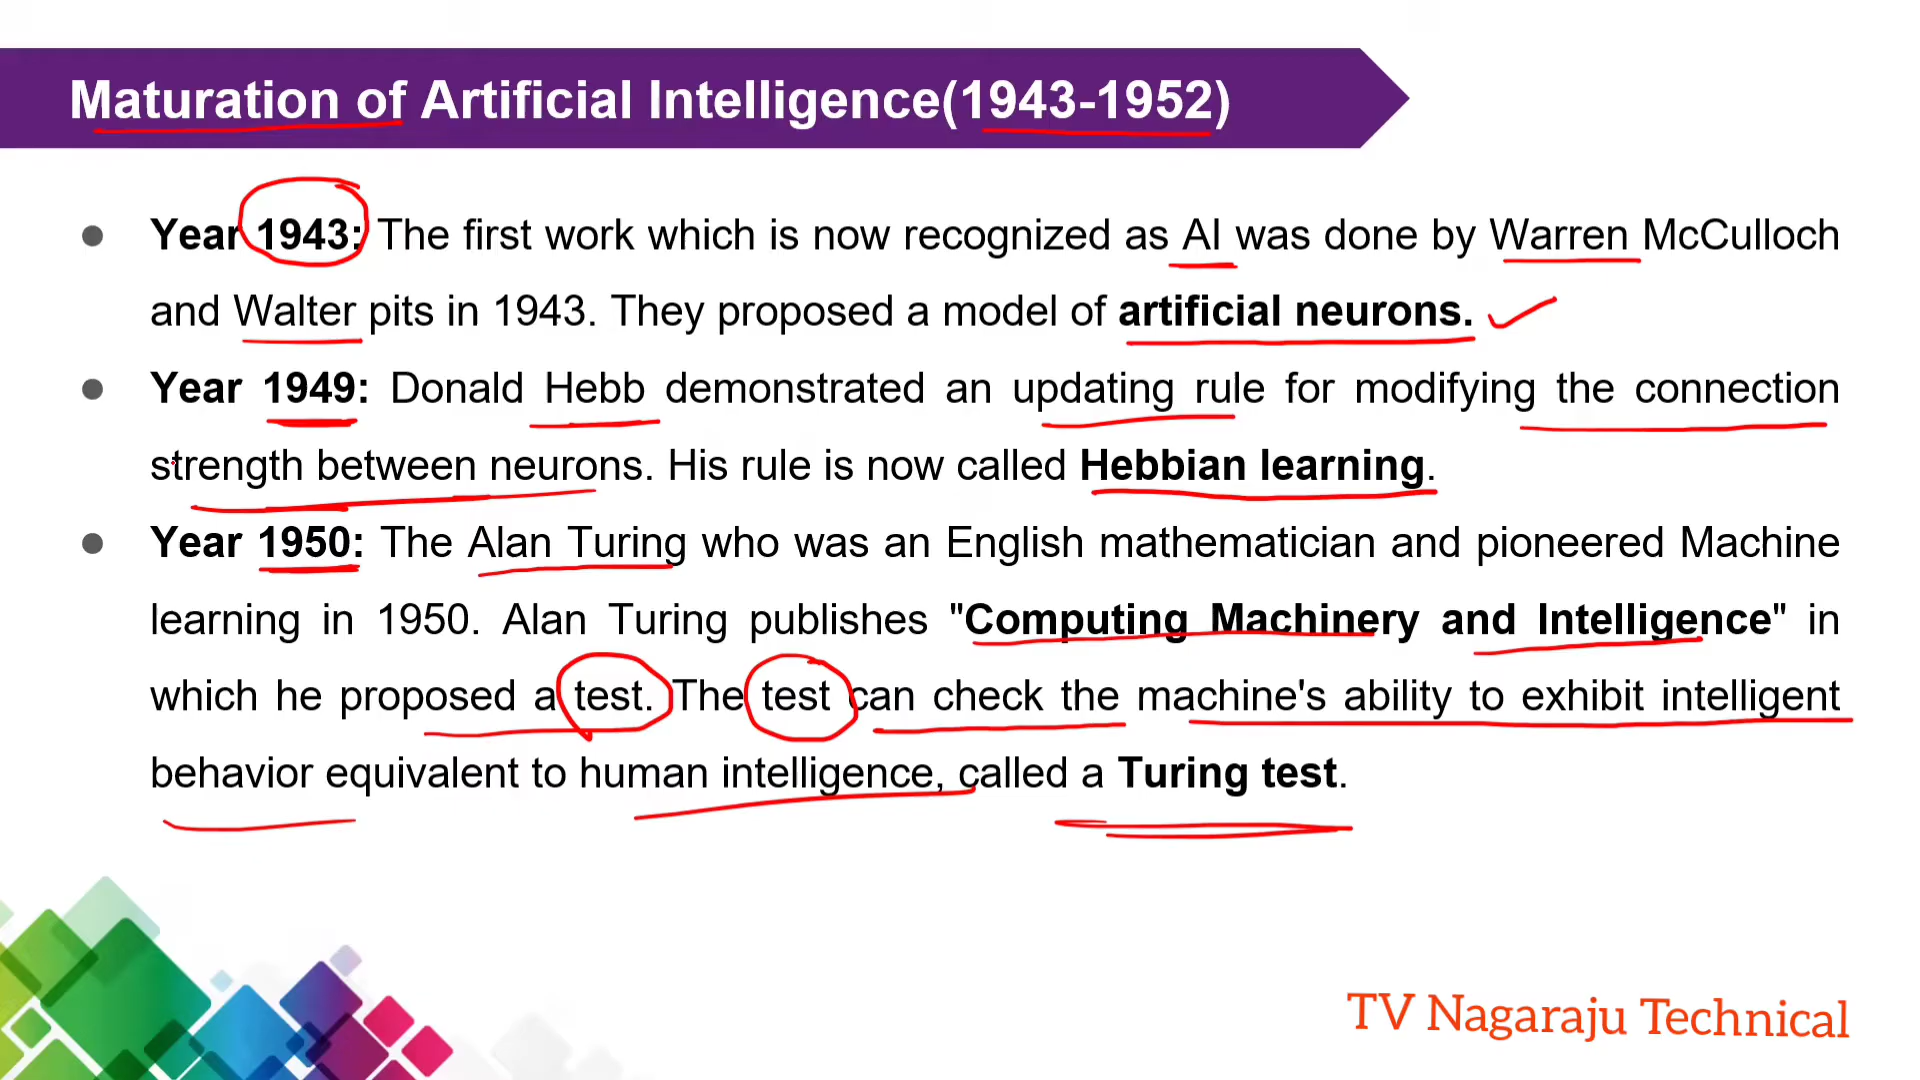 Maturation of Artificial Intelligence(1943-1952)
Year 1943: The first work which is now recognized as AI was done by Warren McCulloch
and Walter pits in 1943. They proposed a model of artificial neurons.
Year 1949: Donald Hebb demonstrated an updating rule for modifying the connection
strength between neurons. His rule is now called Hebbian learning.
Year 1950: The Alan Turing who was an English mathematician and pioneered Machine
learning in 1950. Alan Turing publishes "Computing Machinery and Intelligence" in
which he proposed a test. The test can check the machine's ability to exhibit intelligent
behavior equivalent to human intelligence, called a Turing test.
TV Nagaraju Technical